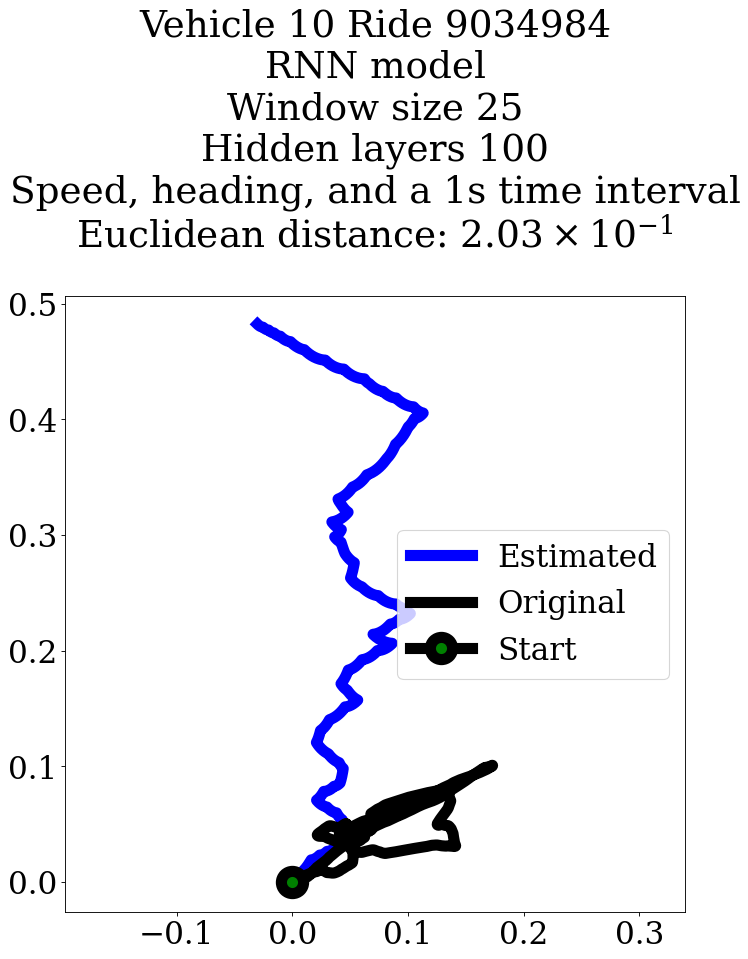 Vehicle 10 Ride 9034984
RNN model
Window size 25
Hidden layers 100
Speed, heading, and a 1s time interval
Euclidean distance: 2.03 × 10⁻¹
0.5
0.4
0.3
0.2
0.1
0.0
Estimated
Original
Start
−0.1 0.0 0.1 0.2 0.3